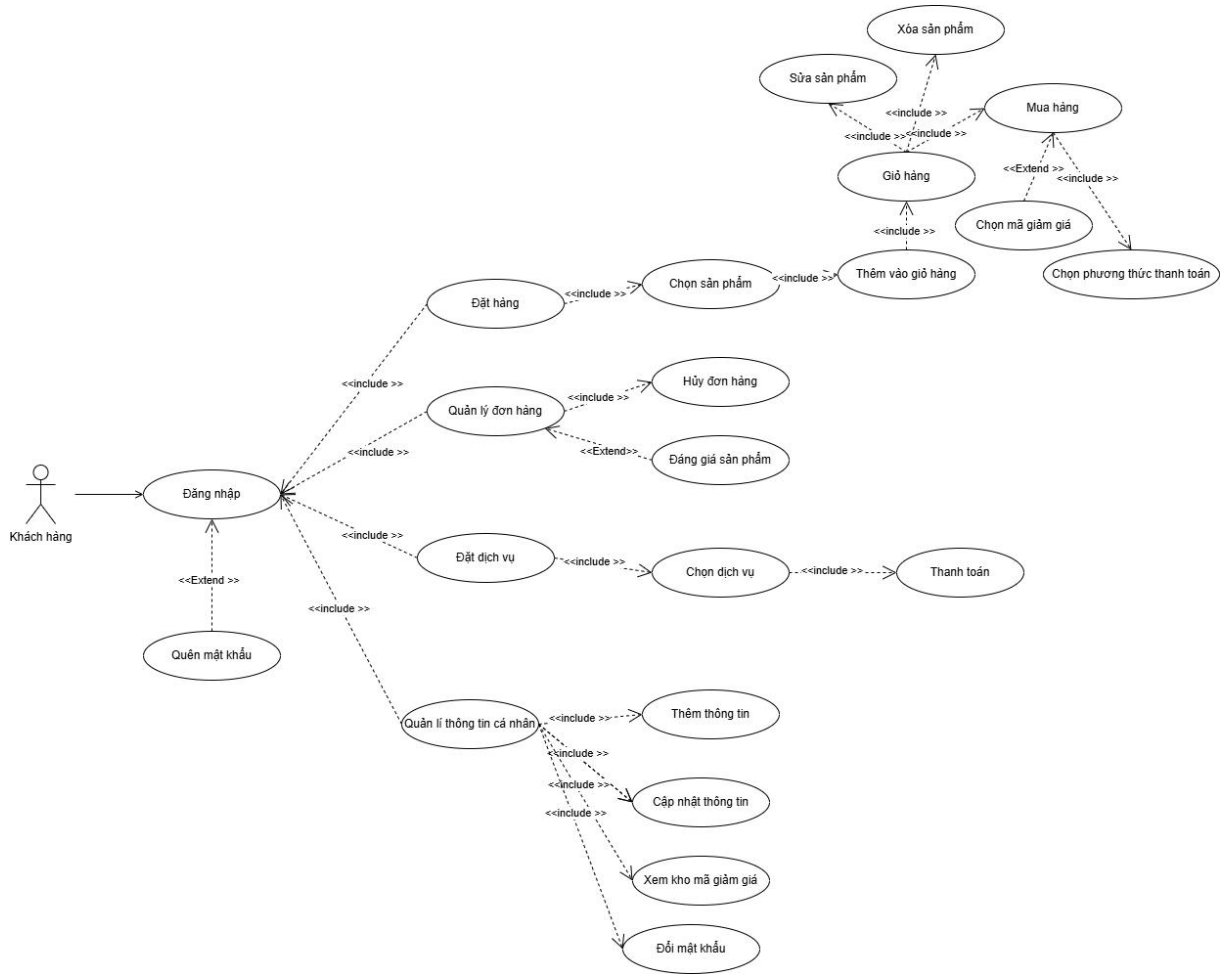 Xóa sản phẩm
Sửa sản phẩm
Mua hàng
<<include >>
<<include >>
<<include >>
Giỏ hàng
<<Extend >>
<<include >>
Chọn mã giảm giá
<<include >>
Chọn phương thức thanh toán
Thêm vào giỏ hàng
<<include >>
Chọn sản phẩm
<<include >>
Đặt hàng
<<include >>
Hủy đơn hàng
<<include >>
Quản lý đơn hàng
<<include >>
<<Extend>>
Đáng giá sản phẩm
Đăng nhập
Khách hàng
<<include >>
Đặt dịch vụ
<<include >>
Chọn dịch vụ
<<include >>
Thanh toán
<<Extend >>
<<include >>
Quên mật khẩu
Quản lí thông tin cá nhân
<<include >>
Thêm thông tin
<<include >>
<<include >>
Cập nhật thông tin
<<include >>
Xem kho mã giảm giá
Đổi mật khẩu